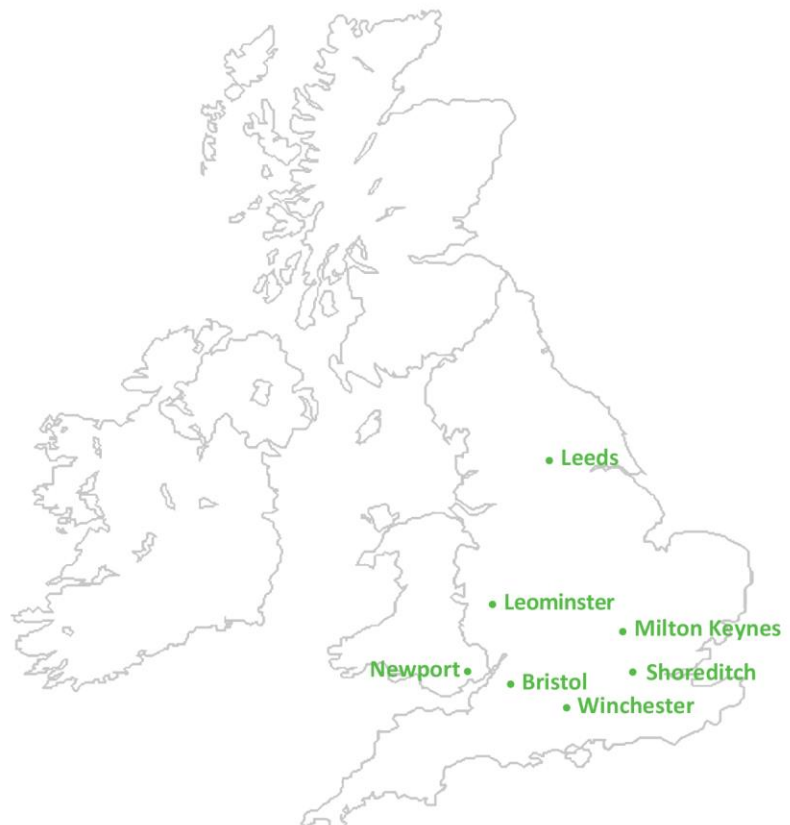 Leeds
Leominster
Milton Keynes
Newport
Shoreditch
Bristol
Winchester